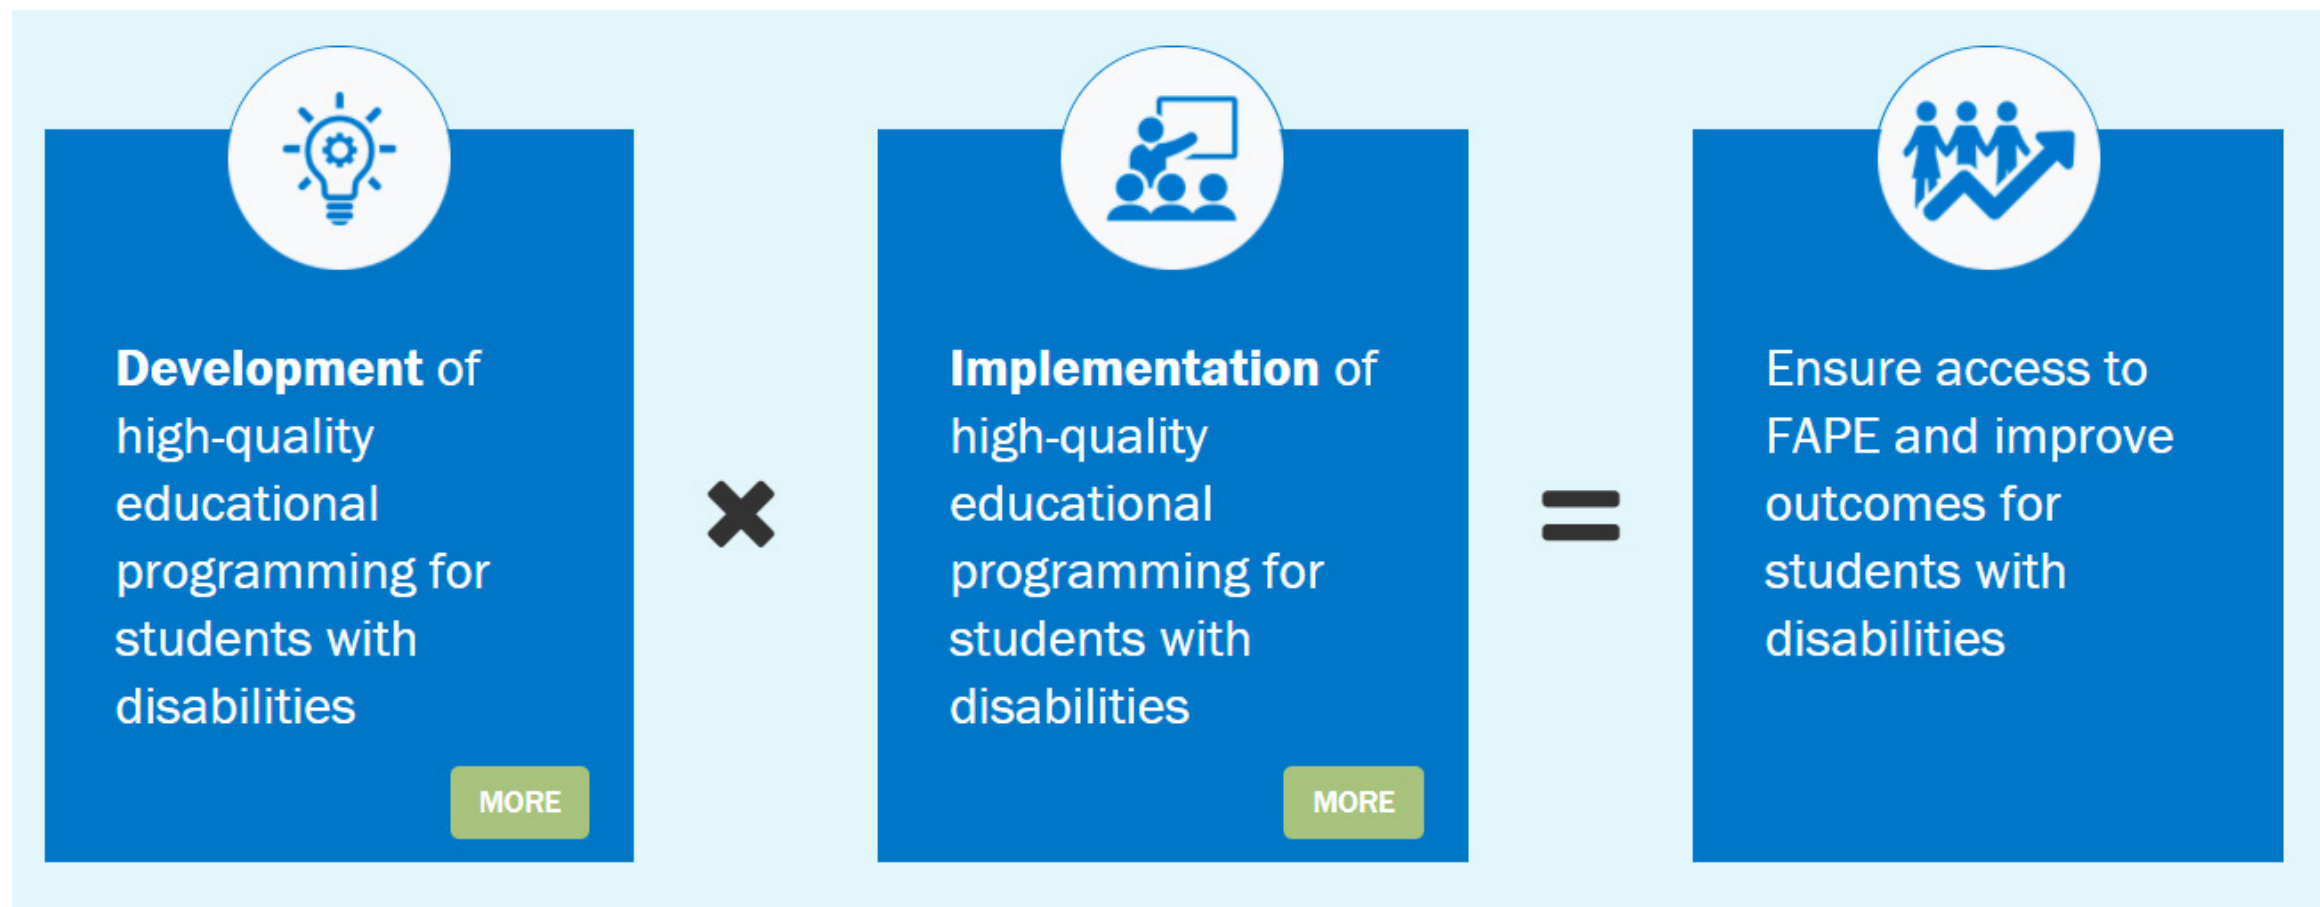 Development of
high-quality
educational
programming for
students with
disabilities
MORE
Implementation of
high-quality
educational
programming for
students with
disabilities
MORE
Ensure access to
FAPE and improve
outcomes for
students with
disabilities